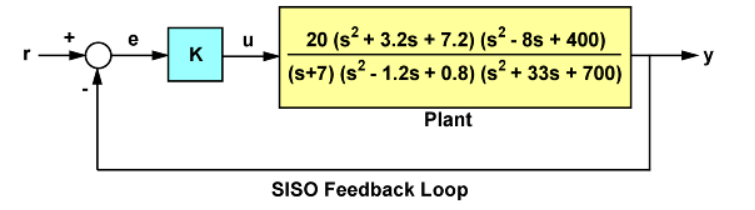 r
+
-
e
K
u
20 (s² + 3.2s + 7.2) (s² - 8s + 400)
(s+7) (s² - 1.2s + 0.8) (s² + 33s + 700)
y
Plant
SISO Feedback Loop